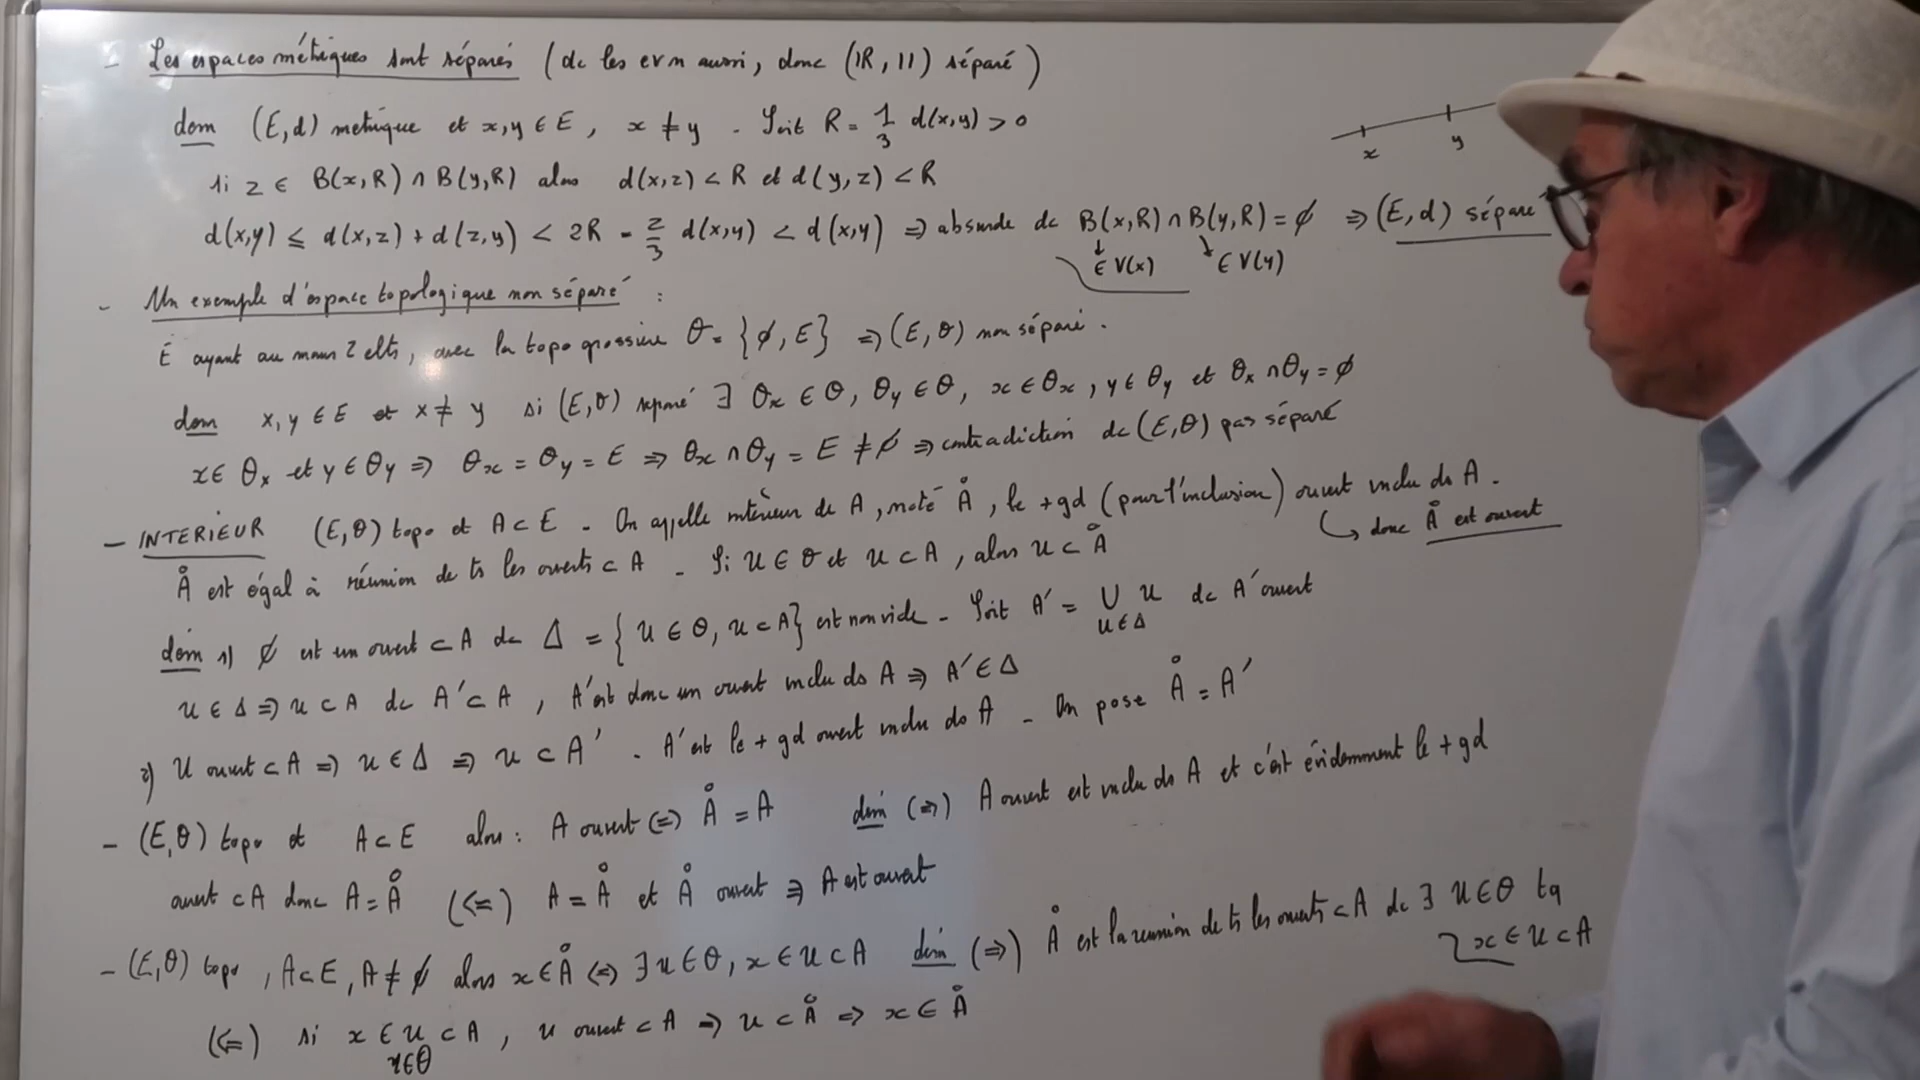 - Les espaces métriques sont séparés (dc les evn aussi, donc (IR, ||) séparé)
dem (E,d) métrique et x,y ∈ E, x ≠ y - Soit R = 1/3 d(x,y) > 0
x y
si z ∈ B(x,R) ∩ B(y,R) alors d(x,z) < R et d(y,z) < R
d(x,y) ≤ d(x,z) + d(z,y) < 2R = 2/3 d(x,y) < d(x,y) ⇒ absurde dc B(x,R) ∩ B(y,R) = ∅ ⇒ (E,d) séparé
∈ V(x) ∈ V(y)
- Un exemple d'espace topologique non séparé :
E ayant au moins 2 elts, avec la topo grossière θ = {∅, E} ⇒ (E,θ) non séparé.
dem x,y ∈ E et x ≠ y si (E,θ) séparé ∃ θx ∈ θ, θy ∈ θ, x ∈ θx, y ∈ θy et θx ∩ θy = ∅
x ∈ θx et y ∈ θy ⇒ θx = θy = E ⇒ θx ∩ θy = E ≠ ∅ ⇒ contradiction dc (E,θ) pas séparé
- INTERIEUR (E,θ) topo et A ⊂ E - On appelle intérieur de A, noté Å, le + gd (pour l'inclusion) ouvert inclu ds A.
↳ donc Å est ouvert
Å est égal à réunion de ts les ouverts ⊂ A - Si U ∈ θ et U ⊂ A, alors U ⊂ Å
dém 1) ∅ est un ouvert ⊂ A dc Δ = {U ∈ θ, U ⊂ A} est non vide - Soit A' = ∪ U dc A' ouvert
U ∈ Δ
U ∈ Δ ⇒ U ⊂ A dc A' ⊂ A, A' est donc un ouvert inclu ds A ⇒ A' ∈ Δ
2) U ouvert ⊂ A ⇒ U ∈ Δ ⇒ U ⊂ A' - A' est le + gd ouvert inclu ds A - On pose Å = A'
- (E,θ) topo et A ⊂ E alors : A ouvert ⇔ Å = A dém (⇒) A ouvert est inclu ds A et c'est évidemment le + gd
ouvert ⊂ A donc A = Å (⇐) A = Å et Å ouvert ⇒ A est ouvert
- (E,θ) topo, A ⊂ E, A ≠ ∅ alors x ∈ Å ⇔ ∃ U ∈ θ, x ∈ U ⊂ A dém (⇒) Å est la réunion de ts les ouverts ⊂ A dc ∃ U ∈ θ tq
x ∈ U ⊂ A
(⇐) si x ∈ U ⊂ A, U ouvert ⊂ A ⇒ U ⊂ Å ⇒ x ∈ Å
U ∈ θ